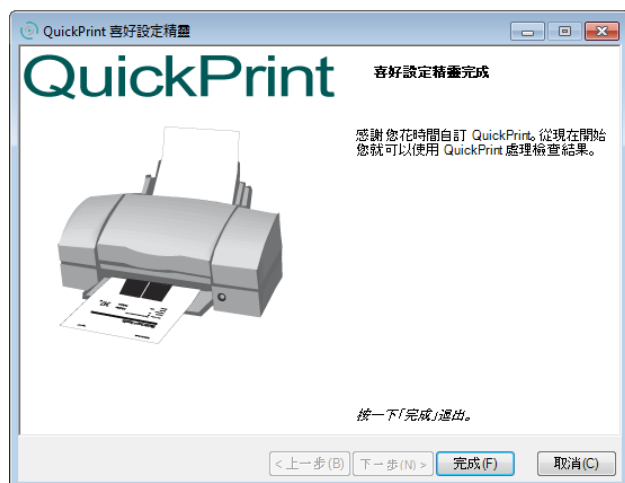 QuickPrint 喜好設定精靈
QuickPrint
喜好設定精靈完成
感謝您花時間自訂 QuickPrint。從現在開始
您就可以使用 QuickPrint 處理檢查結果。
按一下「完成」退出。
<上一步(B)
下一步(N) >
完成(F)
取消(C)